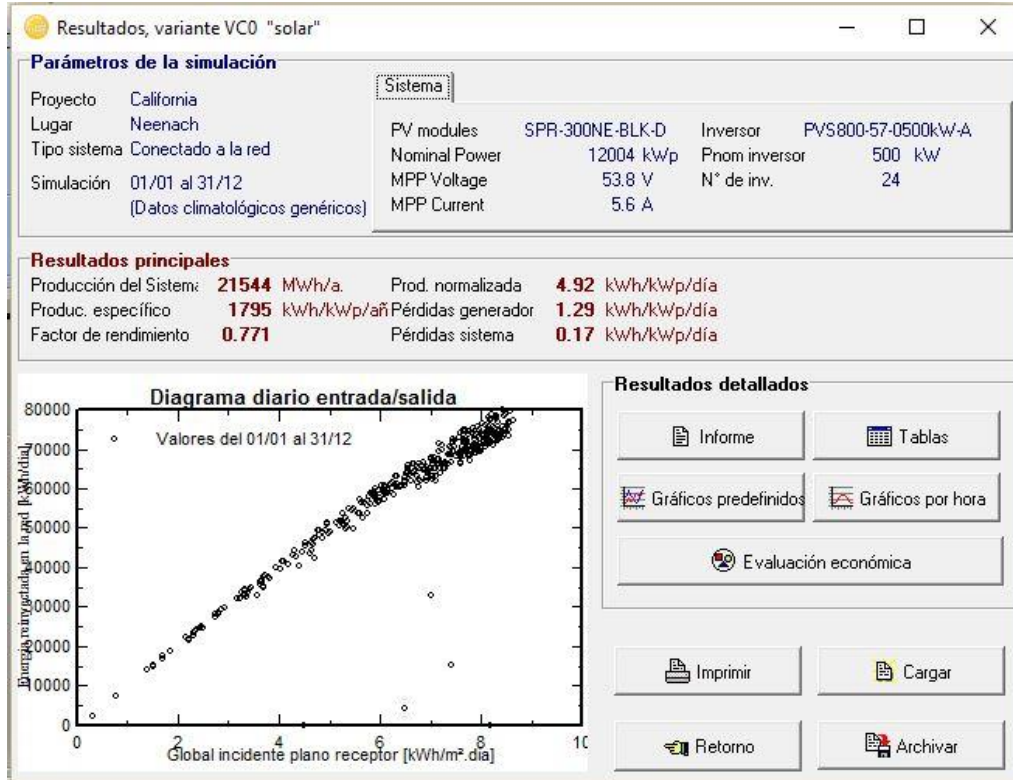 Resultados, variante VC0 "solar"
Parámetros de la simulación
Proyecto California
Lugar Neenach
Tipo sistema Conectado a la red
Simulación 01/01 al 31/12
(Datos climatológicos genéricos)
Sistema
PV modules SPR-300NE-BLK-D Inversor PVS800-57-0500kW-A
Nominal Power 12004 kWp Pnom inversor 500 kW
MPP Voltage 53.8 V N° de inv. 24
MPP Current 5.6 A
Resultados principales
Producción del Sistema 21544 MWh/a. Prod. normalizada 4.92 kWh/kWp/día
Produc. específico 1795 kWh/kWp/añ Pérdidas generador 1.29 kWh/kWp/día
Factor de rendimiento 0.771 Pérdidas sistema 0.17 kWh/kWp/día
Diagrama diario entrada/salida
Valores del 01/01 al 31/12
Energía reinyectada en la red [kWh/día]
80000
70000
60000
50000
40000
30000
20000
10000
0
0 2 4 6 8 10
Global incidente plano receptor [kWh/m².día]
Resultados detallados
Informe Tablas
Gráficos predefinidos Gráficos por hora
Evaluación económica
Imprimir Cargar
Retorno Archivar